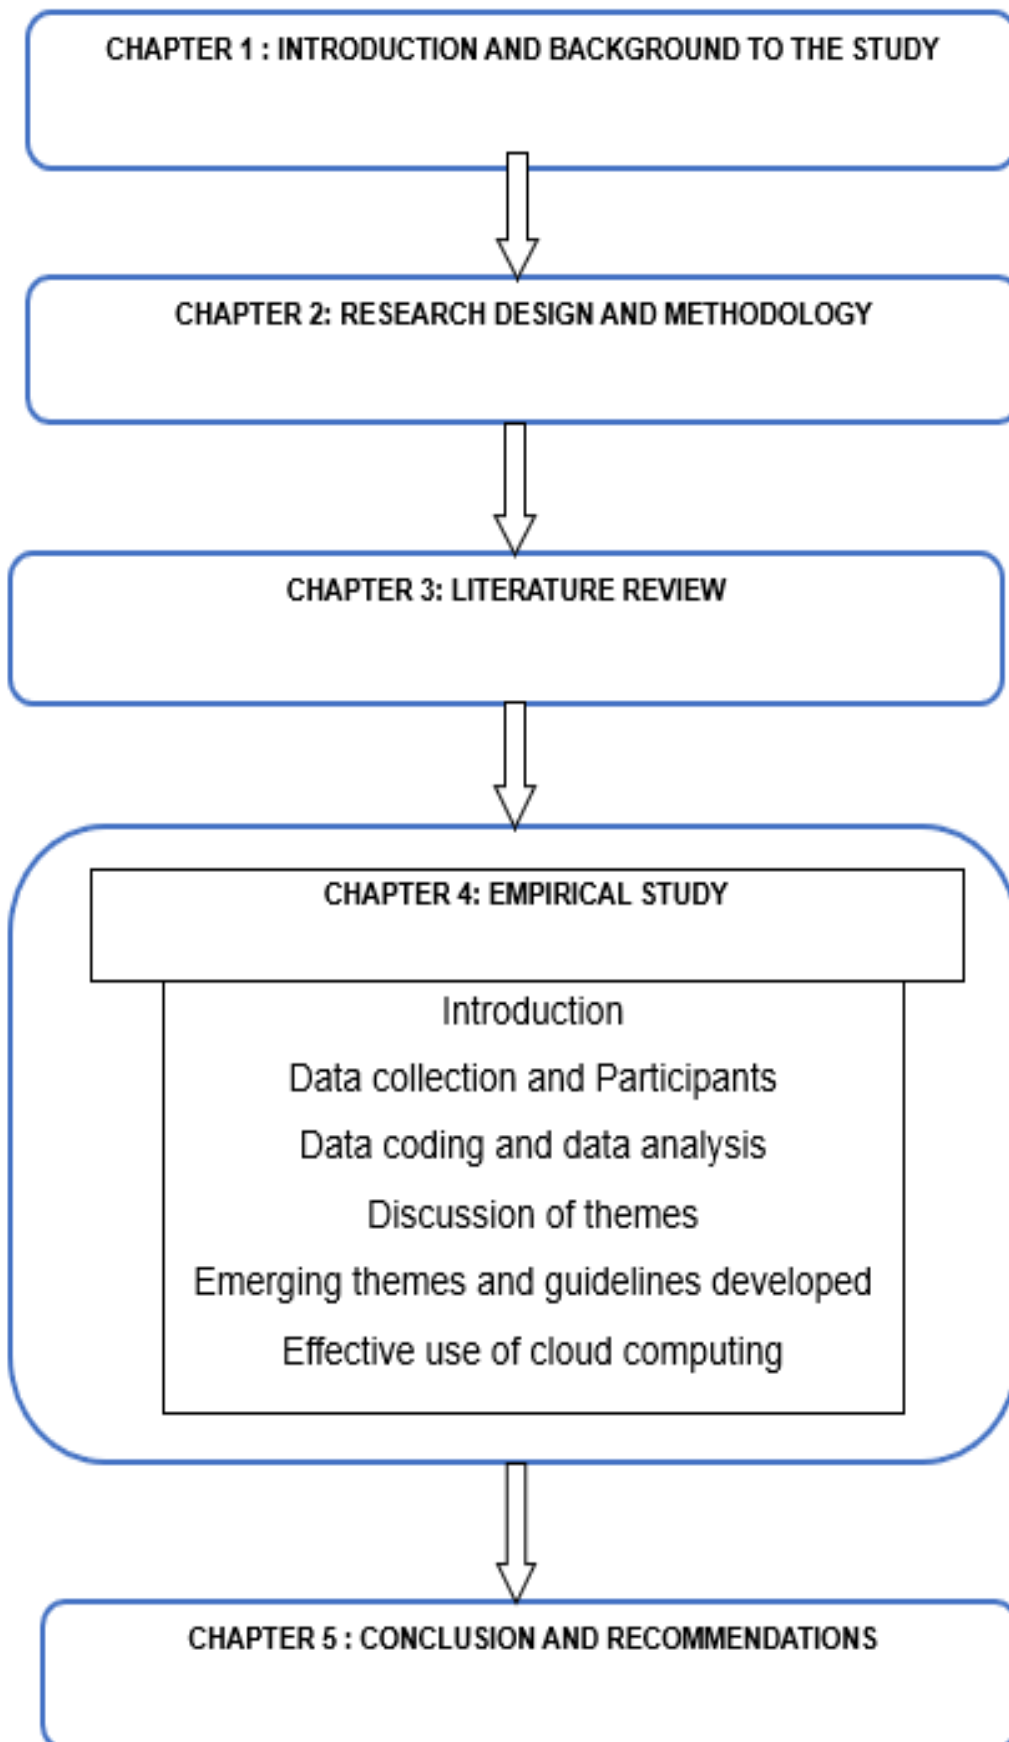 CHAPTER 1 : INTRODUCTION AND BACKGROUND TO THE STUDY
CHAPTER 2: RESEARCH DESIGN AND METHODOLOGY
CHAPTER 3: LITERATURE REVIEW
CHAPTER 4: EMPIRICAL STUDY
Introduction
Data collection and Participants
Data coding and data analysis
Discussion of themes
Emerging themes and guidelines developed
Effective use of cloud computing
CHAPTER 5 : CONCLUSION AND RECOMMENDATIONS